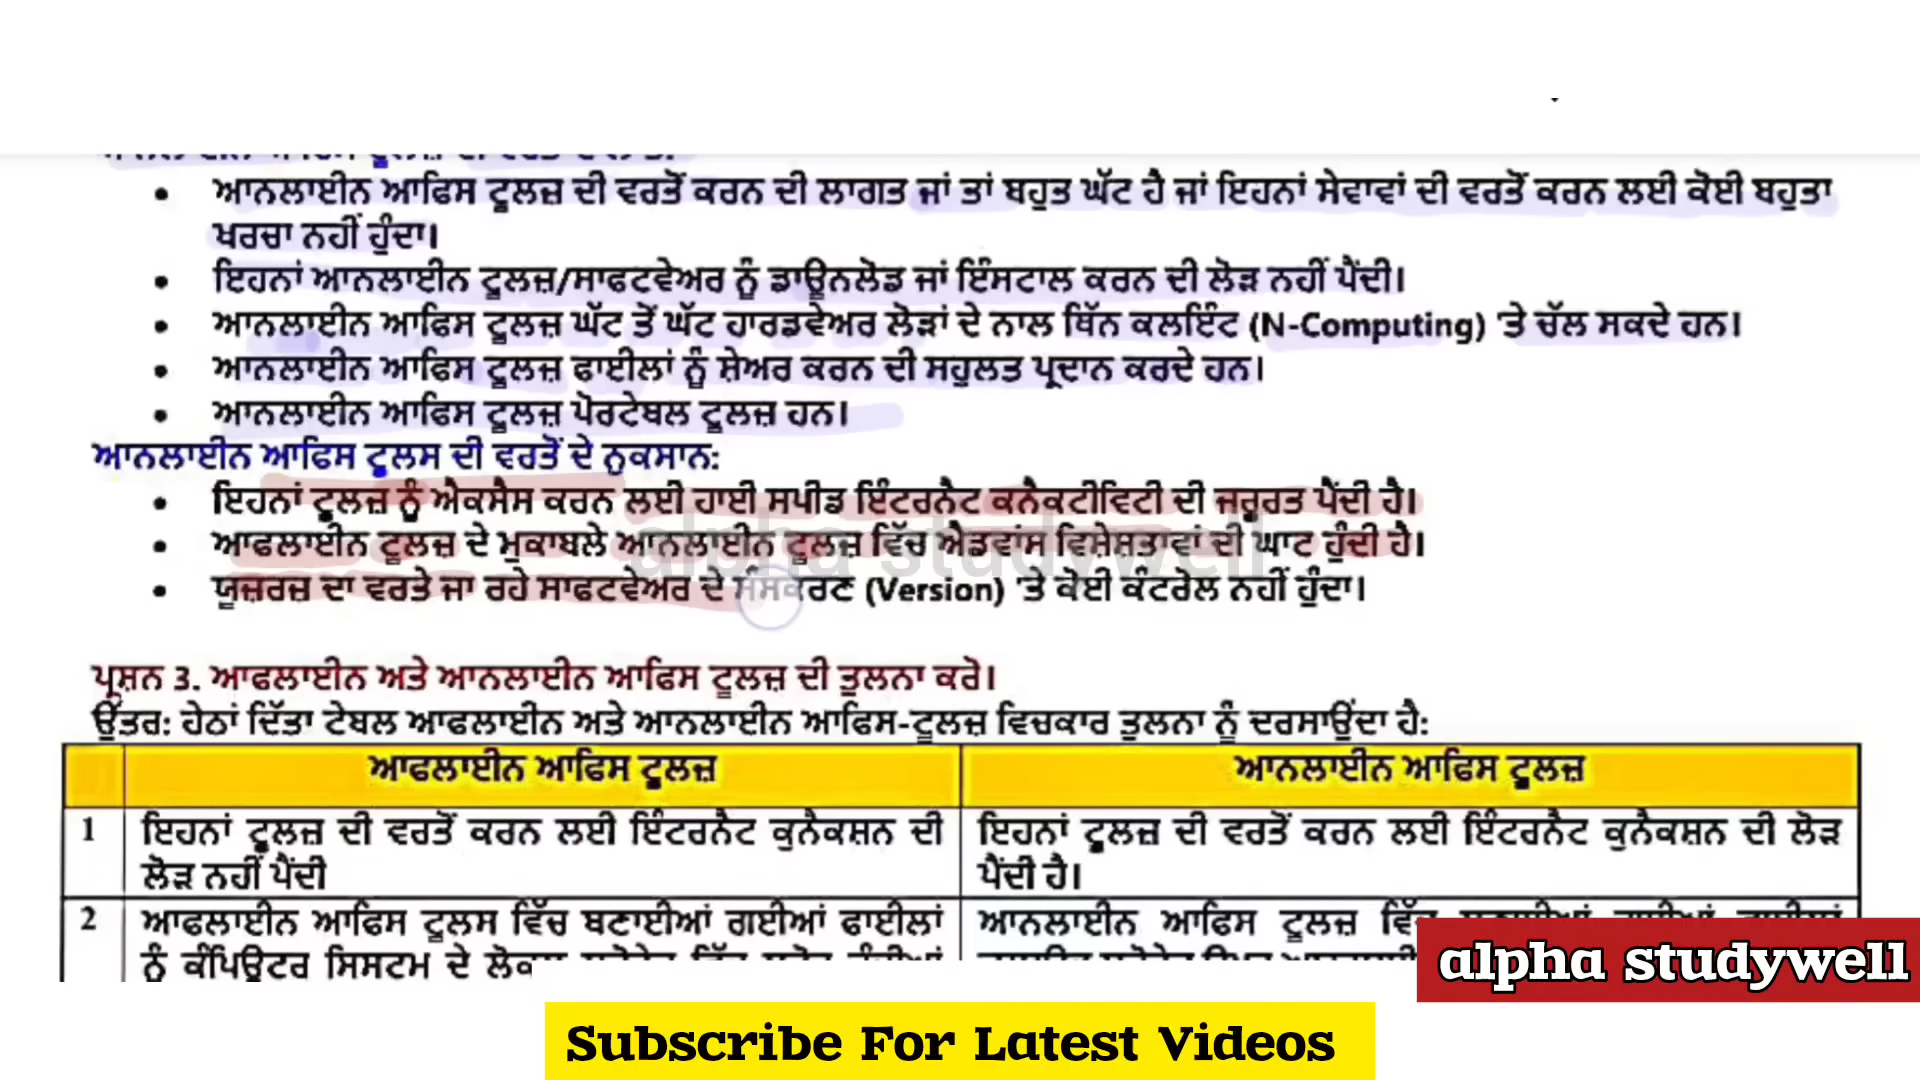 ਆਨਲਾਈਨ ਆਫਿਸ ਟੂਲਜ਼ ਦੀ ਵਰਤੋਂ ਕਰਨ ਦੀ ਲਾਗਤ ਜਾਂ ਤਾਂ ਬਹੁਤ ਘੱਟ ਹੈ ਜਾਂ ਇਹਨਾਂ ਸੇਵਾਵਾਂ ਦੀ ਵਰਤੋਂ ਕਰਨ ਲਈ ਕੋਈ ਬਹੁਤਾ
ਖਰਚਾ ਨਹੀਂ ਹੁੰਦਾ।
ਇਹਨਾਂ ਆਨਲਾਈਨ ਟੂਲਜ਼/ਸਾਫਟਵੇਅਰ ਨੂੰ ਡਾਊਨਲੋਡ ਜਾਂ ਇੰਸਟਾਲ ਕਰਨ ਦੀ ਲੋੜ ਨਹੀਂ ਪੈਂਦੀ।
ਆਨਲਾਈਨ ਆਫਿਸ ਟੂਲਜ਼ ਘੱਟ ਤੋਂ ਘੱਟ ਹਾਰਡਵੇਅਰ ਲੋੜਾਂ ਦੇ ਨਾਲ ਥਿੱਨ ਕਲਇੰਟ (N-Computing) 'ਤੇ ਚੱਲ ਸਕਦੇ ਹਨ।
ਆਨਲਾਈਨ ਆਫਿਸ ਟੂਲਜ਼ ਫਾਈਲਾਂ ਨੂੰ ਸ਼ੇਅਰ ਕਰਨ ਦੀ ਸਹੂਲਤ ਪ੍ਰਦਾਨ ਕਰਦੇ ਹਨ।
ਆਨਲਾਈਨ ਆਫਿਸ ਟੂਲਜ਼ ਪੋਰਟੇਬਲ ਟੂਲਜ਼ ਹਨ।
ਆਨਲਾਈਨ ਆਫਿਸ ਟੂਲਸ ਦੀ ਵਰਤੋਂ ਦੇ ਨੁਕਸਾਨ:
ਇਹਨਾਂ ਟੂਲਜ਼ ਨੂੰ ਐਕਸੈਸ ਕਰਨ ਲਈ ਹਾਈ ਸਪੀਡ ਇੰਟਰਨੈਟ ਕਨੈਕਟੀਵਿਟੀ ਦੀ ਜਰੂਰਤ ਪੈਂਦੀ ਹੈ।
ਆਫਲਾਈਨ ਟੂਲਜ਼ ਦੇ ਮੁਕਾਬਲੇ ਆਨਲਾਈਨ ਟੂਲਜ਼ ਵਿੱਚ ਐਡਵਾਂਸ ਵਿਸ਼ੇਸ਼ਤਾਵਾਂ ਦੀ ਘਾਟ ਹੁੰਦੀ ਹੈ।
alpha studywell
ਯੂਜ਼ਰਜ਼ ਦਾ ਵਰਤੇ ਜਾ ਰਹੇ ਸਾਫਟਵੇਅਰ ਦੇ ਸੰਸਕਰਣ (Version) 'ਤੇ ਕੋਈ ਕੰਟਰੋਲ ਨਹੀਂ ਹੁੰਦਾ।
ਪ੍ਰਸ਼ਨ 3. ਆਫਲਾਈਨ ਅਤੇ ਆਨਲਾਈਨ ਆਫਿਸ ਟੂਲਜ਼ ਦੀ ਤੁਲਨਾ ਕਰੋ।
ਉੱਤਰ: ਹੇਠਾਂ ਦਿੱਤਾ ਟੇਬਲ ਆਫਲਾਈਨ ਅਤੇ ਆਨਲਾਈਨ ਆਫਿਸ-ਟੂਲਜ਼ ਵਿਚਕਾਰ ਤੁਲਨਾ ਨੂੰ ਦਰਸਾਉਂਦਾ ਹੈ:
ਆਫਲਾਈਨ ਆਫਿਸ ਟੂਲਜ਼
ਆਨਲਾਈਨ ਆਫਿਸ ਟੂਲਜ਼
1
ਇਹਨਾਂ ਟੂਲਜ਼ ਦੀ ਵਰਤੋਂ ਕਰਨ ਲਈ ਇੰਟਰਨੈਟ ਕੁਨੈਕਸ਼ਨ ਦੀ
ਲੋੜ ਨਹੀਂ ਪੈਂਦੀ
ਇਹਨਾਂ ਟੂਲਜ਼ ਦੀ ਵਰਤੋਂ ਕਰਨ ਲਈ ਇੰਟਰਨੈਟ ਕੁਨੈਕਸ਼ਨ ਦੀ ਲੋੜ
ਪੈਂਦੀ ਹੈ।
2
ਆਫਲਾਈਨ ਆਫਿਸ ਟੂਲਸ ਵਿੱਚ ਬਣਾਈਆਂ ਗਈਆਂ ਫਾਈਲਾਂ
ਨੂੰ ਕੰਪਿਊਟਰ ਸਿਸਟਮ ਦੇ
ਆਨਲਾਈਨ ਆਫਿਸ ਟੂਲਜ਼ ਵਿੱਚ
alpha studywell
Subscribe For Latest Videos